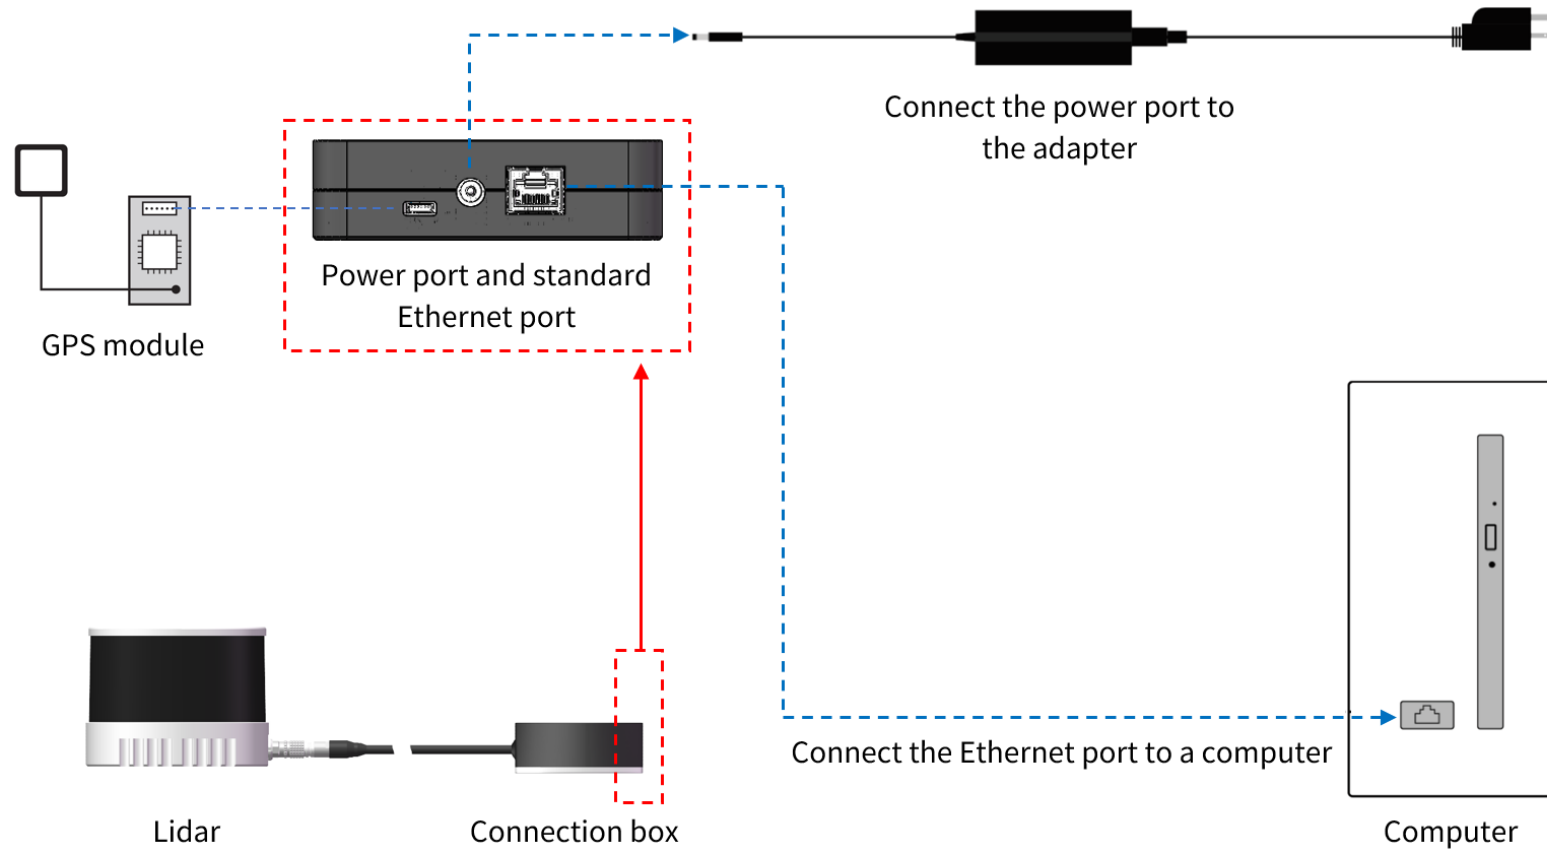 Connect the power port to
the adapter
Power port and standard
Ethernet port
GPS module
Connect the Ethernet port to a computer
Lidar
Connection box
Computer